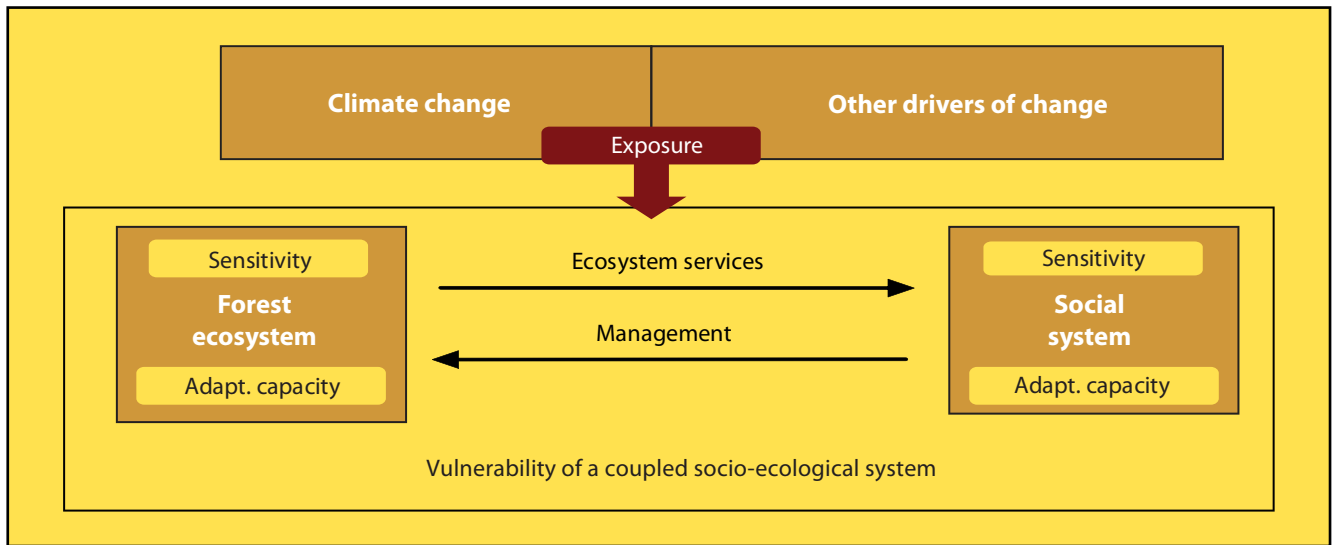 Climate change
Other drivers of change
Exposure
Sensitivity
Forest
ecosystem
Adapt. capacity
Ecosystem services
Management
Sensitivity
Social
system
Adapt. capacity
Vulnerability of a coupled socio-ecological system